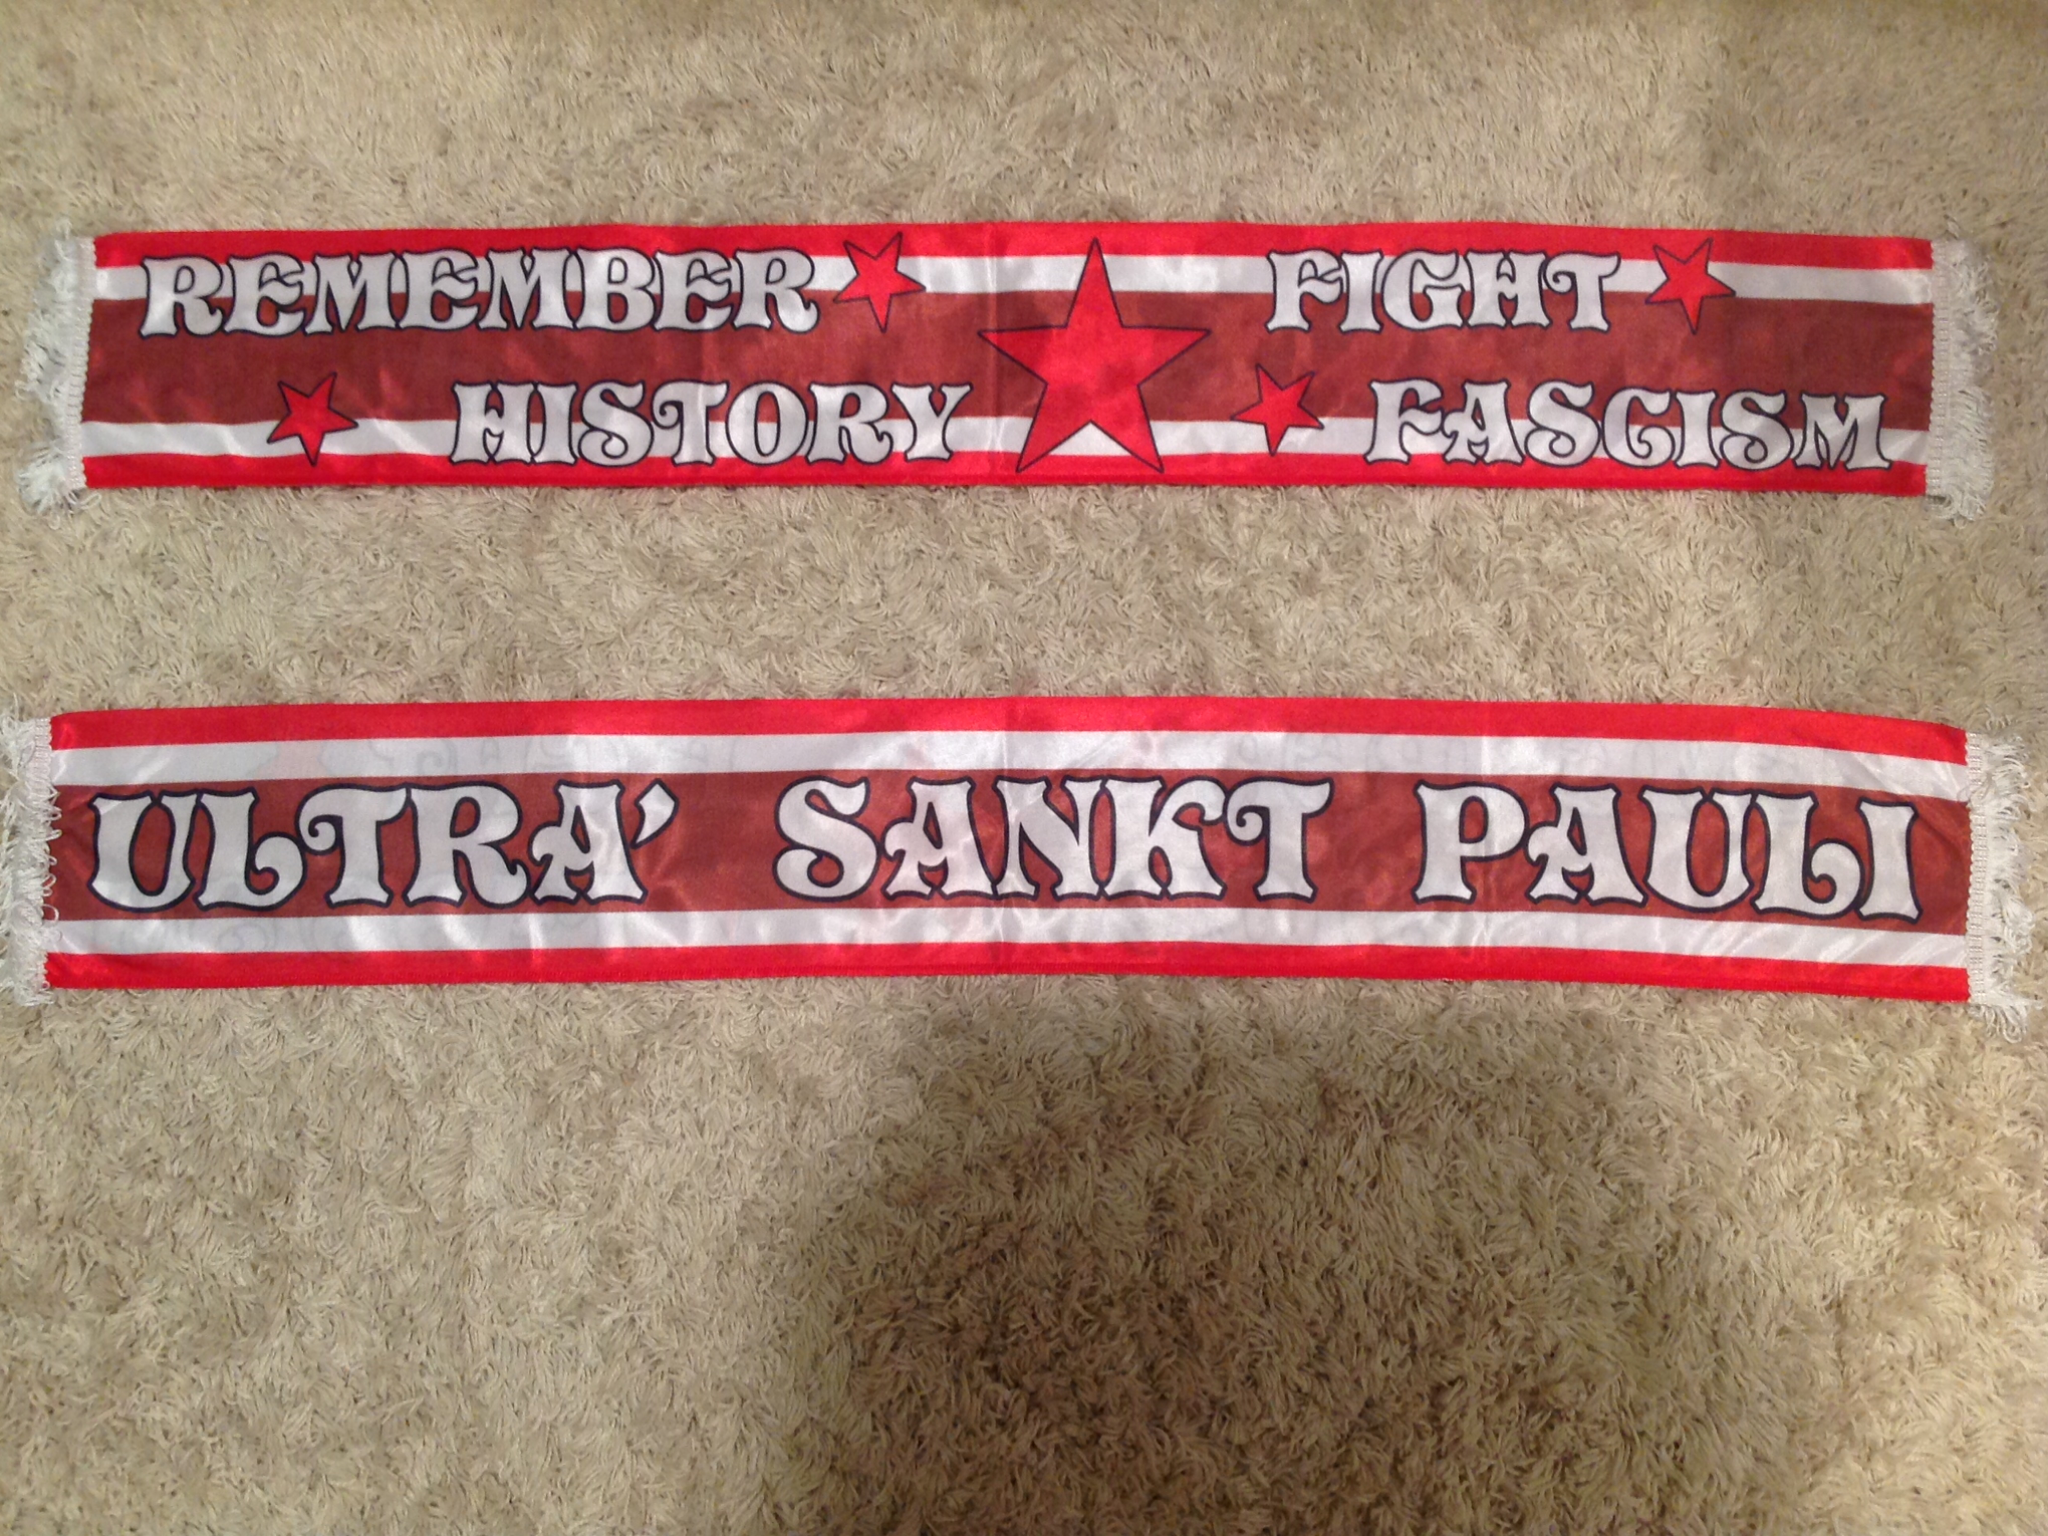 REMEMBER FIGHT
HISTORY FASCISM
ULTRA' SANKT PAULI